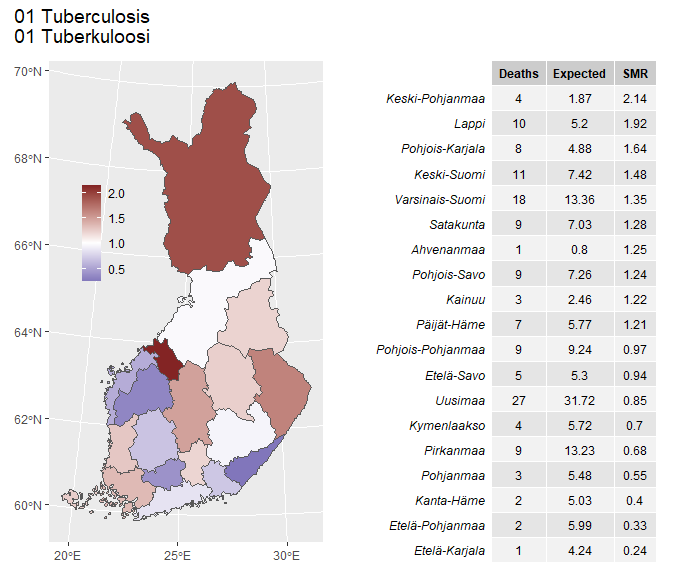 01 Tuberculosis
01 Tuberkuloosi
70°N
68°N
66°N
64°N
62°N
60°N
20°E 25°E 30°E
2.0
1.5
1.0
0.5
Deaths Expected SMR
Keski-Pohjanmaa 4 1.87 2.14
Lappi 10 5.2 1.92
Pohjois-Karjala 8 4.88 1.64
Keski-Suomi 11 7.42 1.48
Varsinais-Suomi 18 13.36 1.35
Satakunta 9 7.03 1.28
Ahvenanmaa 1 0.8 1.25
Pohjois-Savo 9 7.26 1.24
Kainuu 3 2.46 1.22
Päijät-Häme 7 5.77 1.21
Pohjois-Pohjanmaa 9 9.24 0.97
Etelä-Savo 5 5.3 0.94
Uusimaa 27 31.72 0.85
Kymenlaakso 4 5.72 0.7
Pirkanmaa 9 13.23 0.68
Pohjanmaa 3 5.48 0.55
Kanta-Häme 2 5.03 0.4
Etelä-Pohjanmaa 2 5.99 0.33
Etelä-Karjala 1 4.24 0.24